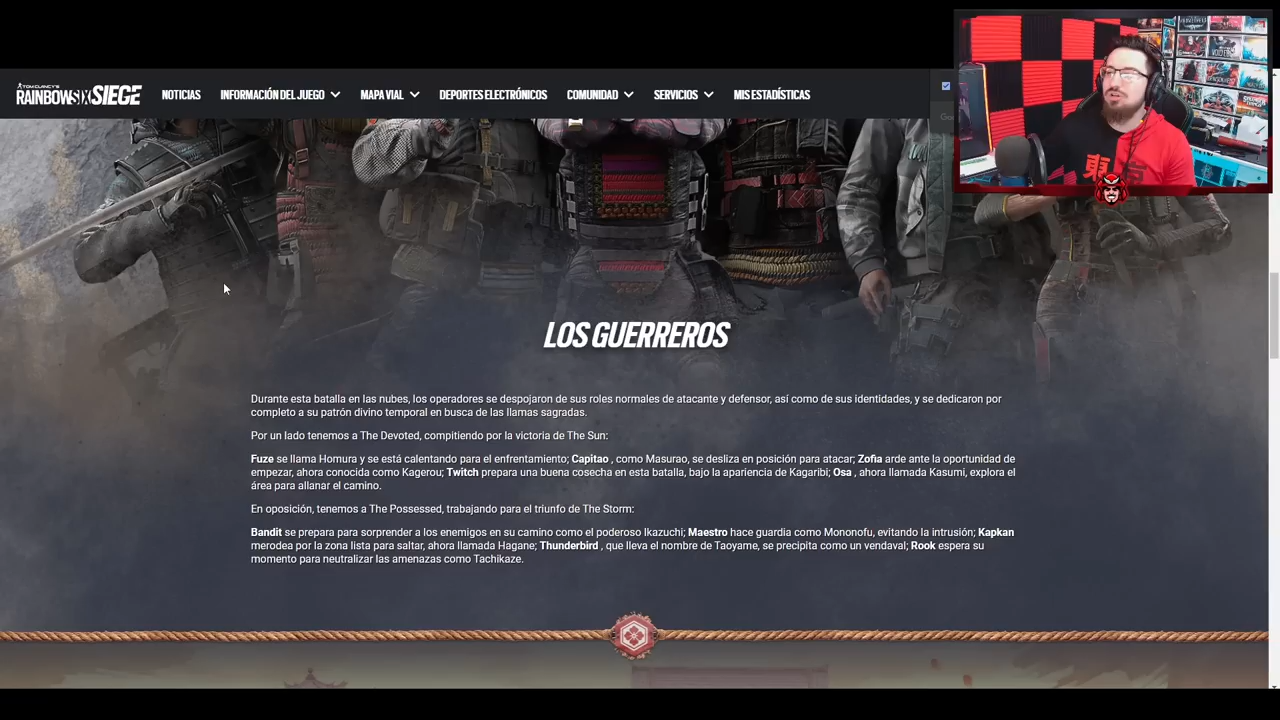 TOM CLANCY'S
RAINBOWSIX SIEGE
NOTICIAS
INFORMACIÓN DEL JUEGO
MAPA VIAL
DEPORTES ELECTRÓNICOS
COMUNIDAD
SERVICIOS
MIS ESTADÍSTICAS
東
LOS GUERREROS
Durante esta batalla en las nubes, los operadores se despojaron de sus roles normales de atacante y defensor, así como de sus identidades, y se dedicaron por
completo a su patrón divino temporal en busca de las llamas sagradas.
Por un lado tenemos a The Devoted, compitiendo por la victoria de The Sun:
Fuze se llama Homura y se está calentando para el enfrentamiento; Capitao , como Masurao, se desliza en posición para atacar; Zofia arde ante la oportunidad de
empezar, ahora conocida como Kagerou; Twitch prepara una buena cosecha en esta batalla, bajo la apariencia de Kagaribi; Osa , ahora llamada Kasumi, explora el
área para allanar el camino.
En oposición, tenemos a The Possessed, trabajando para el triunfo de The Storm:
Bandit se prepara para sorprender a los enemigos en su camino como el poderoso Ikazuchi; Maestro hace guardia como Mononofu, evitando la intrusión; Kapkan
merodea por la zona lista para saltar, ahora llamada Hagane; Thunderbird , que lleva el nombre de Taoyame, se precipita como un vendaval; Rook espera su
momento para neutralizar las amenazas como Tachikaze.